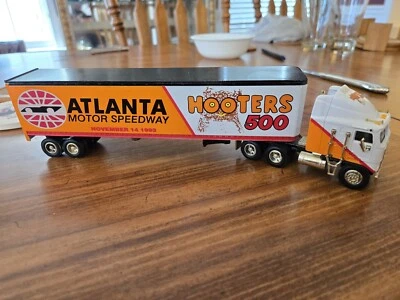 ATLANTA
MOTOR SPEEDWAY
NOVEMBER 14 1993
HOOTERS
500